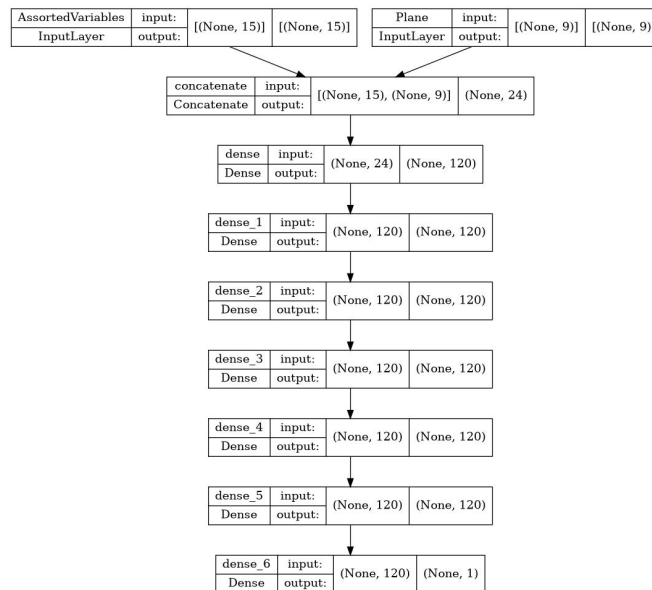 AssortedVariables input: [(None, 15)] [(None, 15)]
InputLayer output:
Plane input: [(None, 9)] [(None, 9)
InputLayer output:
concatenate input: [(None, 15), (None, 9)] (None, 24)
Concatenate output:
dense input: (None, 24) (None, 120)
Dense output:
dense_1 input: (None, 120) (None, 120)
Dense output:
dense_2 input: (None, 120) (None, 120)
Dense output:
dense_3 input: (None, 120) (None, 120)
Dense output:
dense_4 input: (None, 120) (None, 120)
Dense output:
dense_5 input: (None, 120) (None, 120)
Dense output:
dense_6 input: (None, 120) (None, 1)
Dense output: